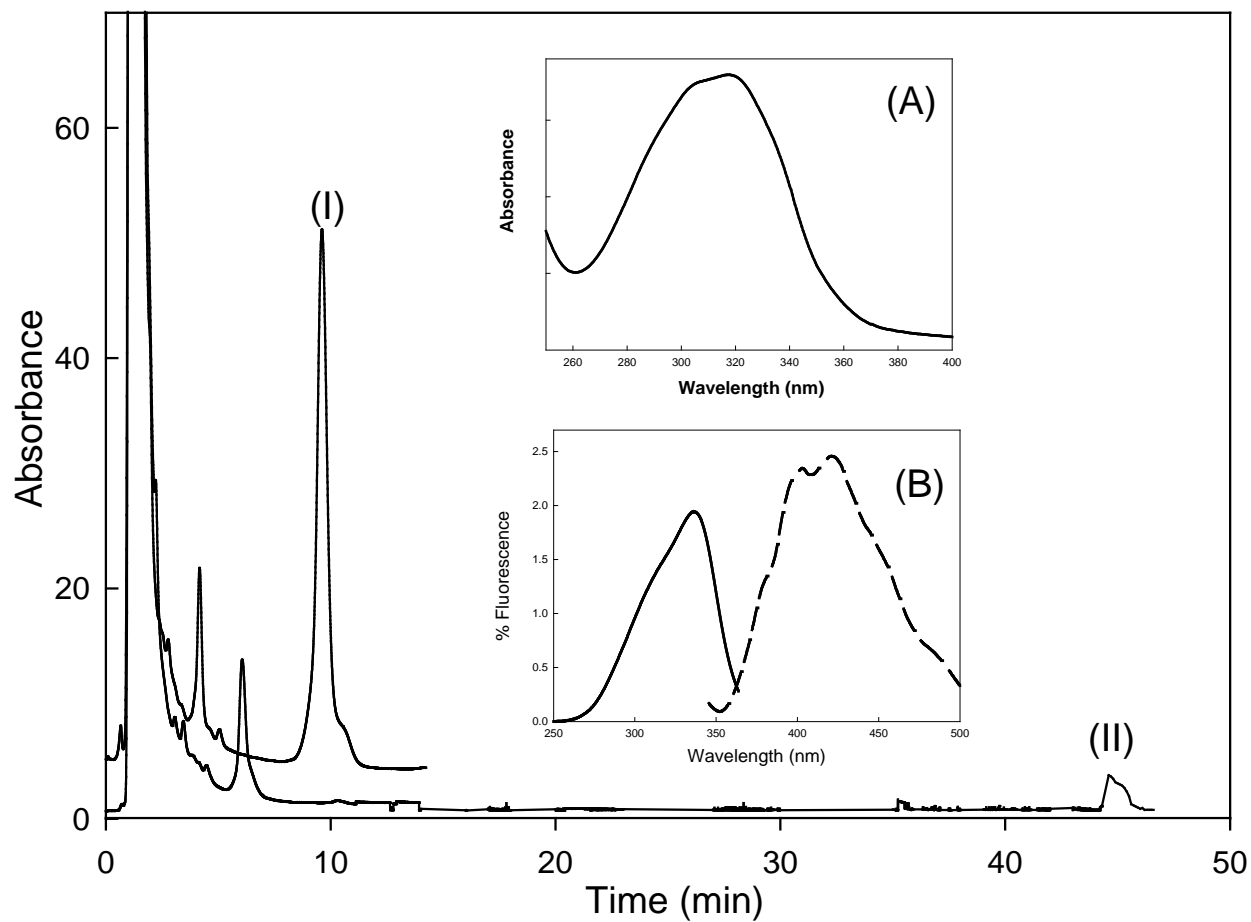 60
40
20
0
Absorbance
0 10 20 30 40 50
Time (min)
(I)
(II)
(A)
Absorbance
260 280 300 320 340 360 380 400
Wavelength (nm)
(B)
2.5
2.0
1.5
1.0
0.5
0.0
% Fluorescence
250 300 350 400 450 500
Wavelength (nm)